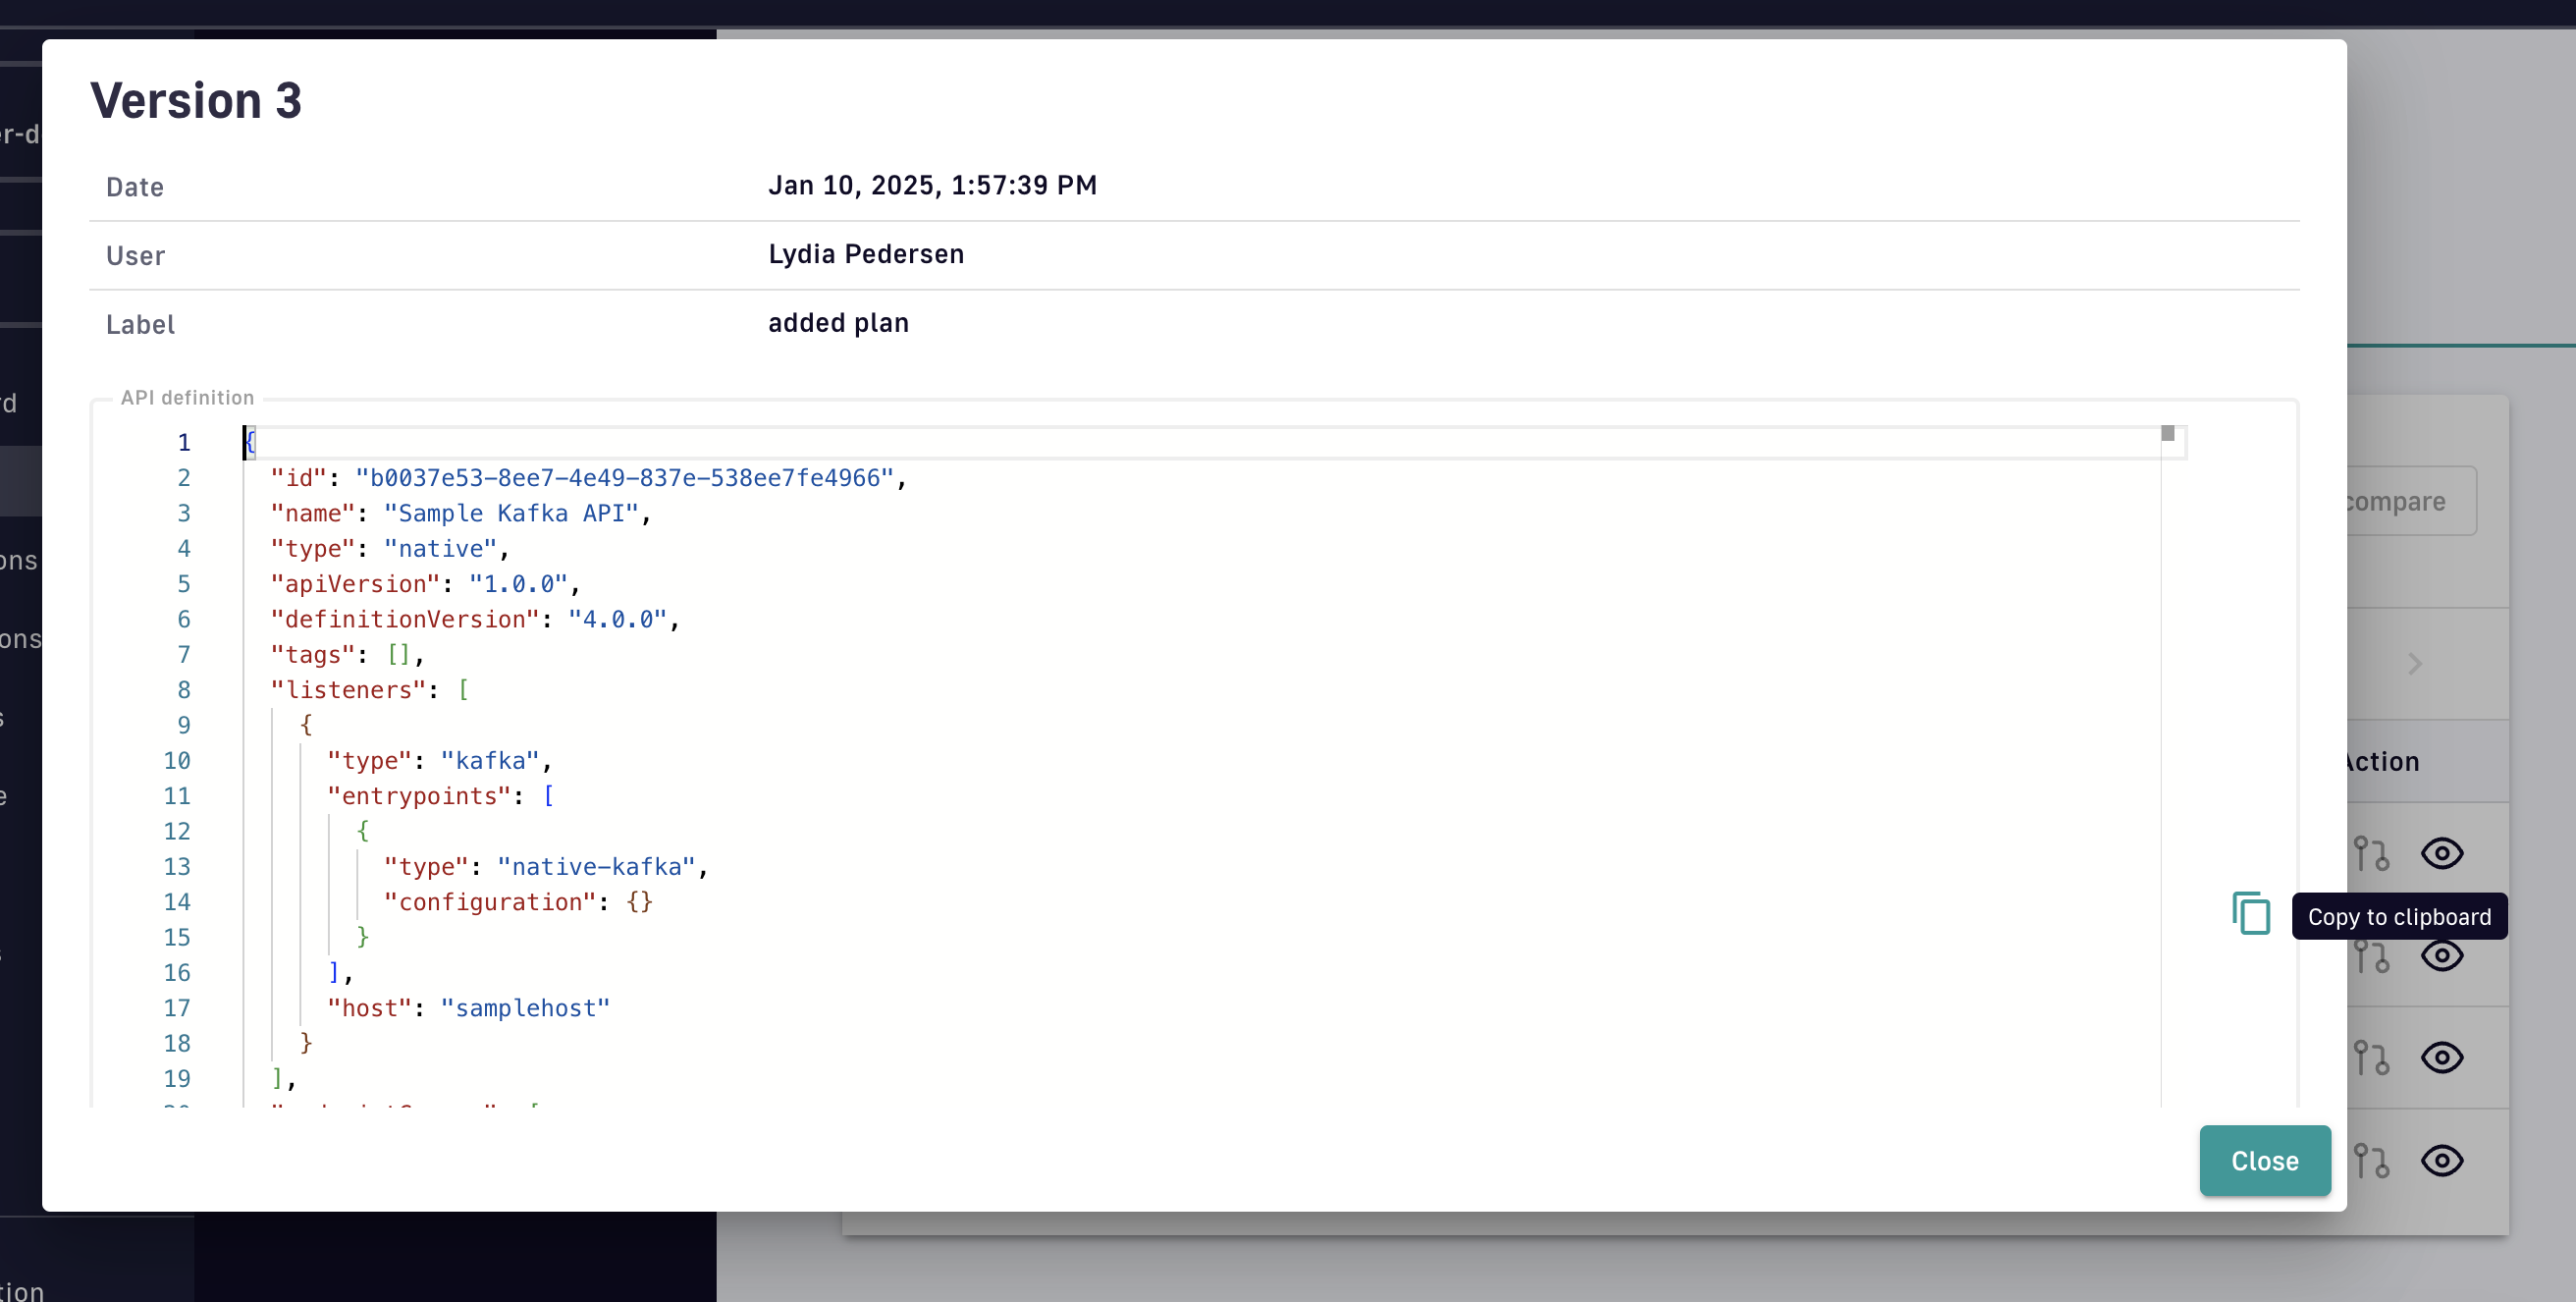 Version 3
Date Jan 10, 2025, 1:57:39 PM
User Lydia Pedersen
Label added plan
API definition
1 {
2 "id": "b0037e53-8ee7-4e49-837e-538ee7fe4966",
3 "name": "Sample Kafka API",
4 "type": "native",
5 "apiVersion": "1.0.0",
6 "definitionVersion": "4.0.0",
7 "tags": [],
8 "listeners": [
9 {
10 "type": "kafka",
11 "entrypoints": [
12 {
13 "type": "native-kafka",
14 "configuration": {}
15 }
16 ],
17 "host": "samplehost"
18 }
19 ],
Copy to clipboard
Close
compare
Action
er-d
rd
ons
ons
s
e
s
tion